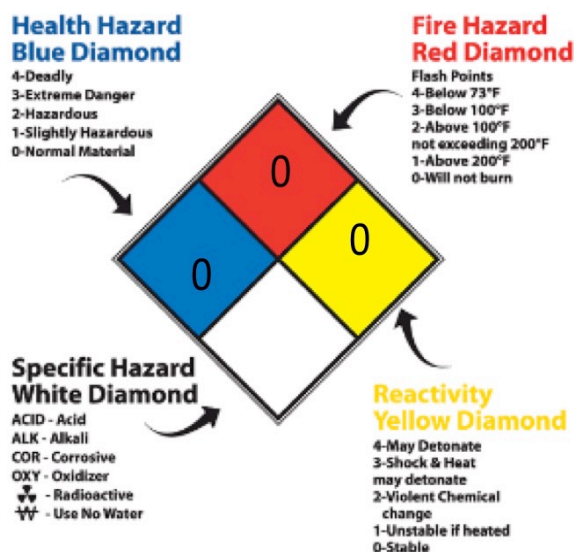 Health Hazard
Blue Diamond
4-Deadly
3-Extreme Danger
2-Hazardous
1-Slightly Hazardous
0-Normal Material
Fire Hazard
Red Diamond
Flash Points
4-Below 73°F
3-Below 100°F
2-Above 100°F
not exceeding 200°F
1-Above 200°F
0-Will not burn
0
0
0
Specific Hazard
White Diamond
ACID - Acid
ALK - Alkali
COR - Corrosive
OXY - Oxidizer
- Radioactive
W - Use No Water
Reactivity
Yellow Diamond
4-May Detonate
3-Shock & Heat
may detonate
2-Violent Chemical
change
1-Unstable if heated
0-Stable